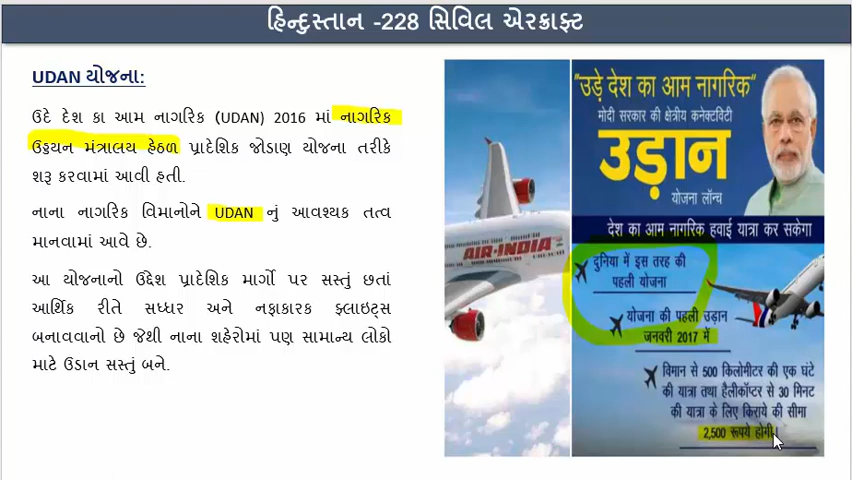 હિન્દુસ્તાન -228 સિવિલ એરક્રાફ્ટ
UDAN યોજના:
ઉદે દેશ કા આમ નાગરિક (UDAN) 2016 માં નાગરિક
ઉડ્ડયન મંત્રાલય હેઠળ પ્રાદેશિક જોડાણ યોજના તરીકે
શરૂ કરવામાં આવી હતી.
નાના નાગરિક વિમાનોને UDAN નું આવશ્યક તત્વ
માનવામાં આવે છે.
આ યોજનાનો ઉદ્દેશ પ્રાદેશિક માર્ગો પર સસ્તું છતાં
આર્થિક રીતે સધ્ધર અને નફાકારક ફ્લાઇટ્સ
બનાવવાનો છે જેથી નાના શહેરોમાં પણ સામાન્ય લોકો
માટે ઉડાન સસ્તું બને.
AIR-INDIA
"उड़े देश का आम नागरिक"
मोदी सरकार की क्षेत्रीय कनेक्टिविटी
उड़ान
योजना लॉन्च
देश का आम नागरिक हवाई यात्रा कर सकेगा
दुनिया में इस तरह की
पहली योजना
योजना की पहली उड़ान
जनवरी 2017 में
विमान से 500 किलोमीटर की एक घंटे
की यात्रा तथा हैलीकॉप्टर से 30 मिनट
की यात्रा के लिए किराये की सीमा
2,500 रूपये होगी।